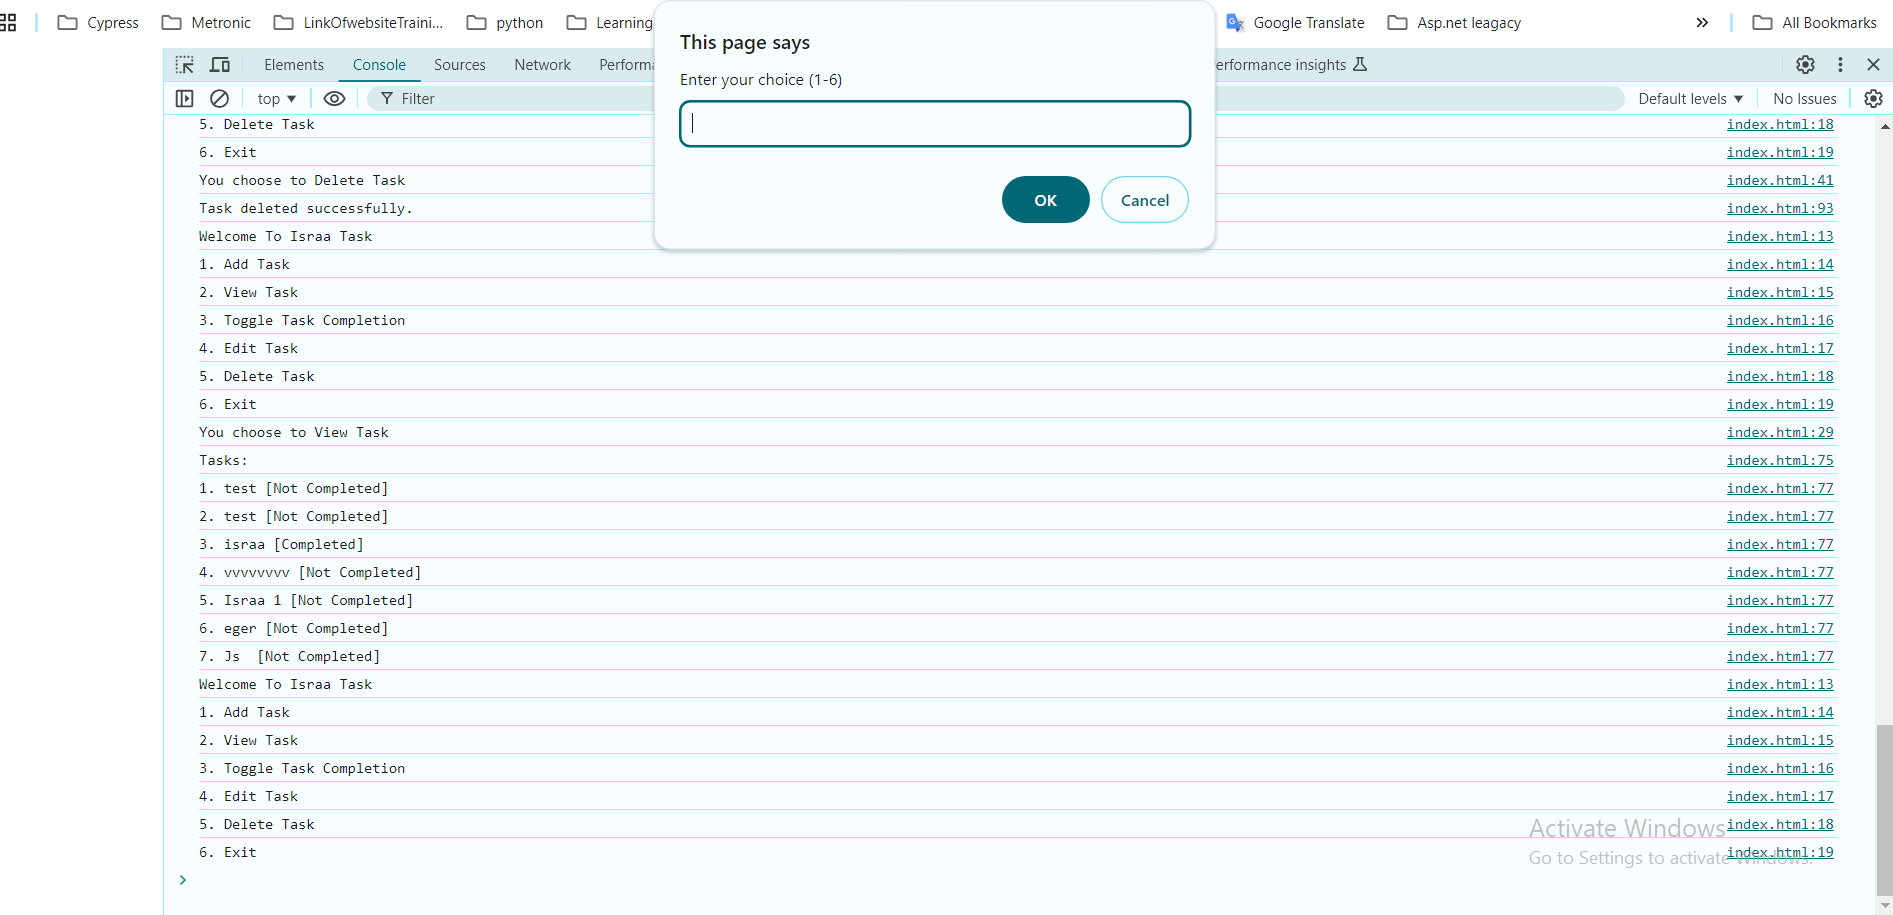 Cypress
Metronic
LinkOfwebsiteTraini...
python
Learning
Google Translate
Asp.net leagacy
All Bookmarks
This page says
Enter your choice (1-6)
OK
Cancel
Elements
Console
Sources
Network
Performa
erformance insights
top
Filter
Default levels
No Issues
5. Delete Task index.html:18
6. Exit index.html:19
You choose to Delete Task index.html:41
Task deleted successfully. index.html:93
Welcome To Israa Task index.html:13
1. Add Task index.html:14
2. View Task index.html:15
3. Toggle Task Completion index.html:16
4. Edit Task index.html:17
5. Delete Task index.html:18
6. Exit index.html:19
You choose to View Task index.html:29
Tasks: index.html:75
1. test [Not Completed] index.html:77
2. test [Not Completed] index.html:77
3. israa [Completed] index.html:77
4. vvvvvvvv [Not Completed] index.html:77
5. Israa 1 [Not Completed] index.html:77
6. eger [Not Completed] index.html:77
7. Js  [Not Completed] index.html:77
Welcome To Israa Task index.html:13
1. Add Task index.html:14
2. View Task index.html:15
3. Toggle Task Completion index.html:16
4. Edit Task index.html:17
5. Delete Task index.html:18
6. Exit index.html:19
Activate Windows
Go to Settings to activate Windows.